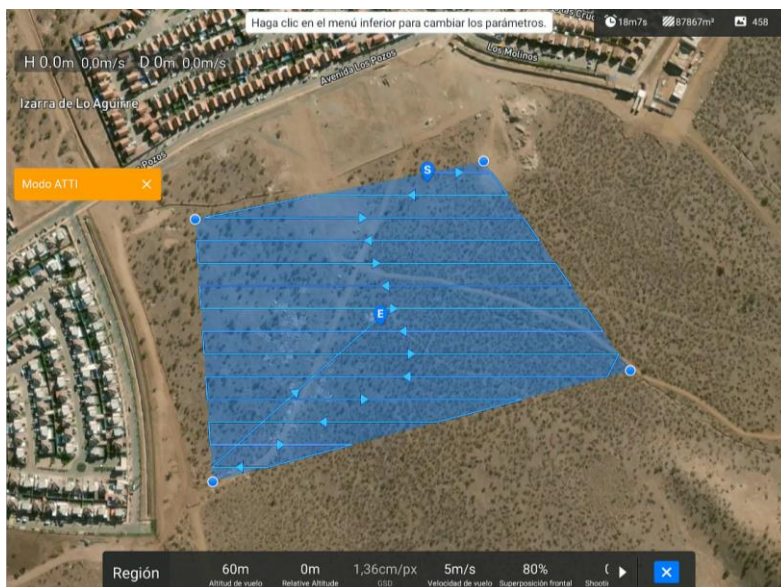 Haga clic en el menú inferior para cambiar los parámetros.
18m7s 87867m² 458
H 0.0m 0,0m/s D 0m 0,0m/s
Avenida Los Pozos
Los Molinos
Izarra de Lo Aguirre
Pozos
Modo ATTI
S
E
Región
60m 0m 1,36cm/px 5m/s 80%
Altitud de vuelo Relative Altitude GSD Velocidad de vuelo Superposición frontal Shooti